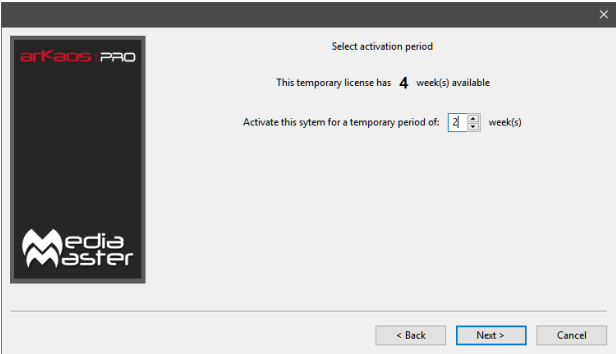 arKaos PRO
Select activation period
This temporary license has 4 week(s) available
Activate this sytem for a temporary period of: 2 week(s)
Media
Master
< Back Next > Cancel